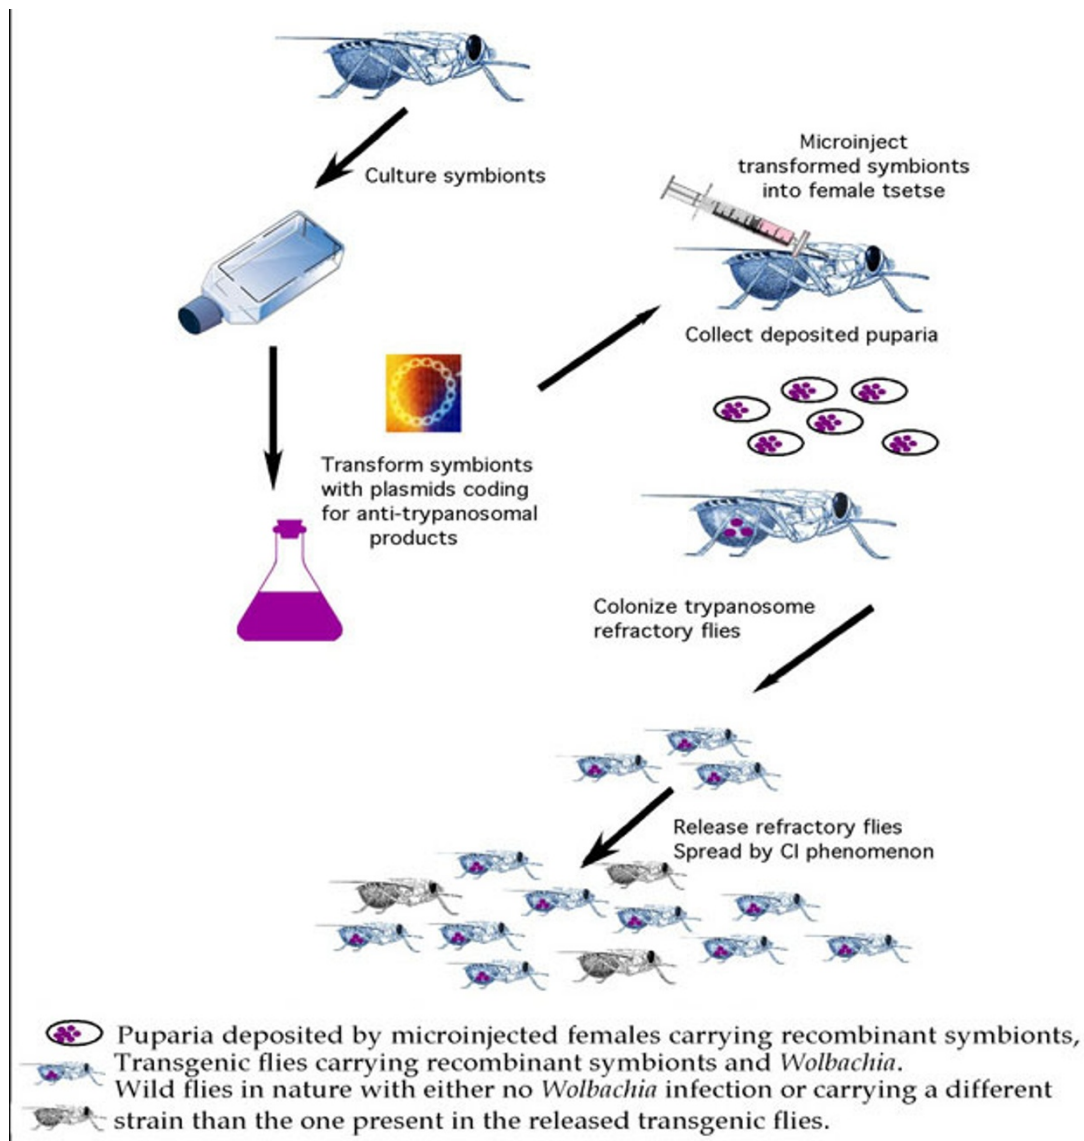 Culture symbionts
Microinject
transformed symbionts
into female tsetse
Collect deposited puparia
Transform symbionts
with plasmids coding
for anti-trypanosomal
products
Colonize trypanosome
refractory flies
Release refractory flies
Spread by CI phenomenon
Puparia deposited by microinjected females carrying recombinant symbionts,
Transgenic flies carrying recombinant symbionts and Wolbachia.
Wild flies in nature with either no Wolbachia infection or carrying a different
strain than the one present in the released transgenic flies.